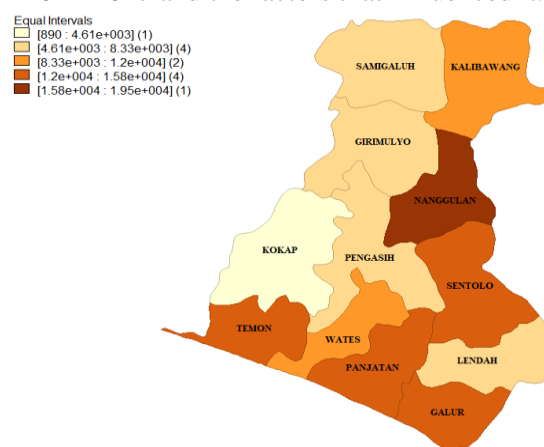 Equal Intervals
[890 : 4.61e+003] (1)
[4.61e+003 : 8.33e+003] (4)
[8.33e+003 : 1.2e+004] (2)
[1.2e+004 : 1.58e+004] (4)
[1.58e+004 : 1.95e+004] (1)
SAMIGALUH
KALIBAWANG
GIRIMULYO
NANGGULAN
KOKAP
PENGASIH
SENTOLO
TEMON
WATES
PANJATAN
LENDAH
GALUR